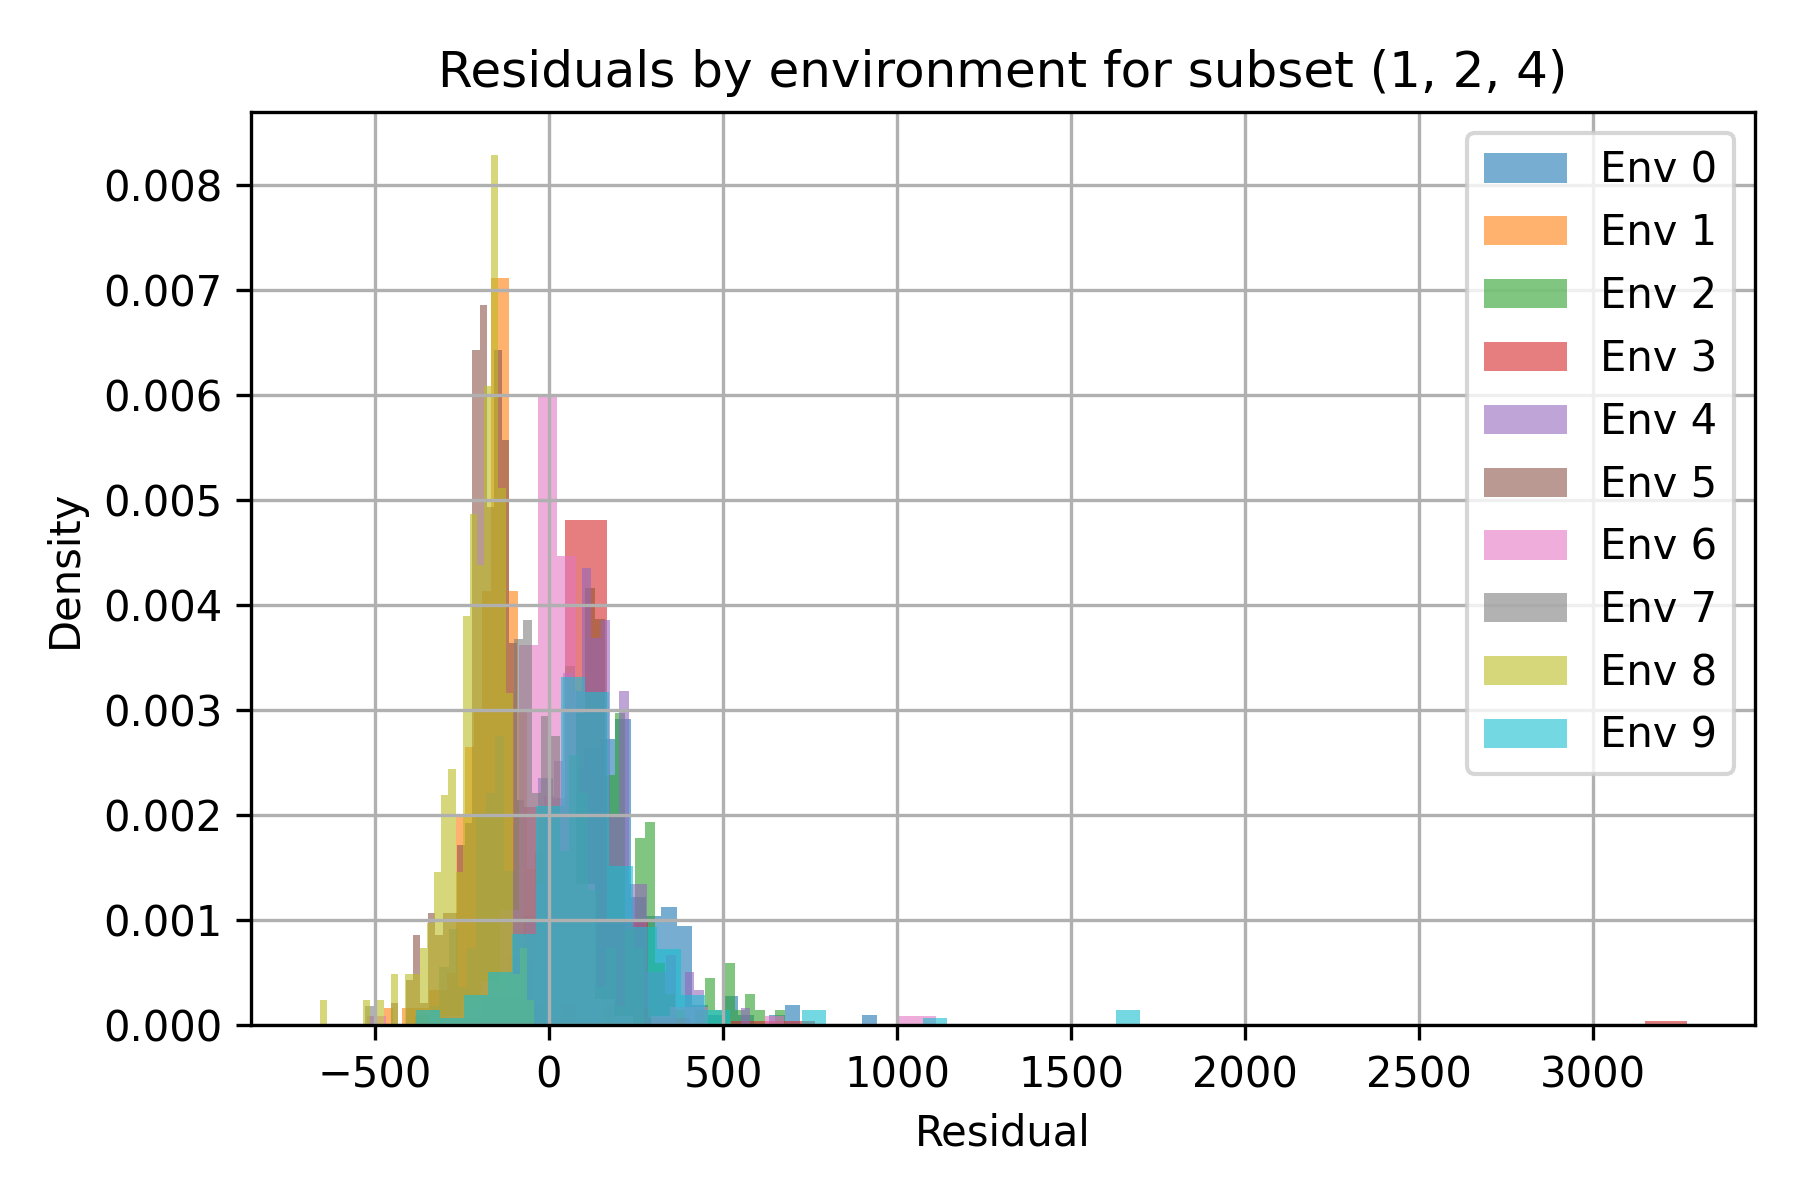 Residuals by environment for subset (1, 2, 4)
Density
0.008
0.007
0.006
0.005
0.004
0.003
0.002
0.001
0.000
Env 0
Env 1
Env 2
Env 3
Env 4
Env 5
Env 6
Env 7
Env 8
Env 9
−500 0 500 1000 1500 2000 2500 3000
Residual